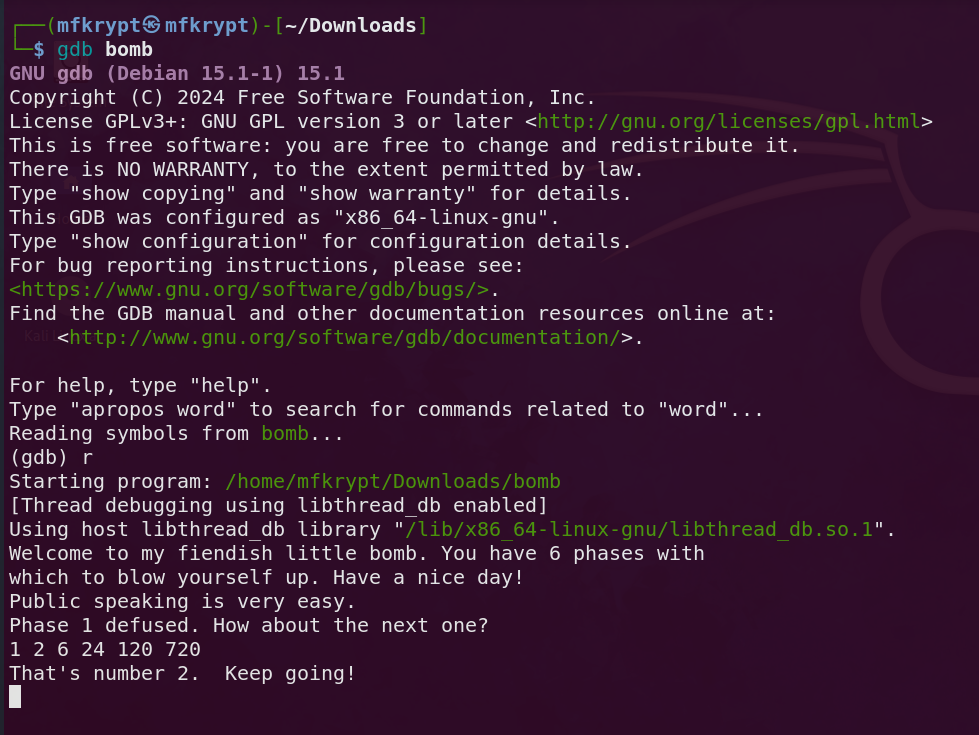 ┌──(mfkrypt㉿mfkrypt)-[~/Downloads]
└─$ gdb bomb
GNU gdb (Debian 15.1-1) 15.1
Copyright (C) 2024 Free Software Foundation, Inc.
License GPLv3+: GNU GPL version 3 or later <http://gnu.org/licenses/gpl.html>
This is free software: you are free to change and redistribute it.
There is NO WARRANTY, to the extent permitted by law.
Type "show copying" and "show warranty" for details.
This GDB was configured as "x86_64-linux-gnu".
Type "show configuration" for configuration details.
For bug reporting instructions, please see:
<https://www.gnu.org/software/gdb/bugs/>.
Find the GDB manual and other documentation resources online at:
    <http://www.gnu.org/software/gdb/documentation/>.

For help, type "help".
Type "apropos word" to search for commands related to "word"...
Reading symbols from bomb...
(gdb) r
Starting program: /home/mfkrypt/Downloads/bomb
[Thread debugging using libthread_db enabled]
Using host libthread_db library "/lib/x86_64-linux-gnu/libthread_db.so.1".
Welcome to my fiendish little bomb. You have 6 phases with
which to blow yourself up. Have a nice day!
Public speaking is very easy.
Phase 1 defused. How about the next one?
1 2 6 24 120 720
That's number 2.  Keep going!